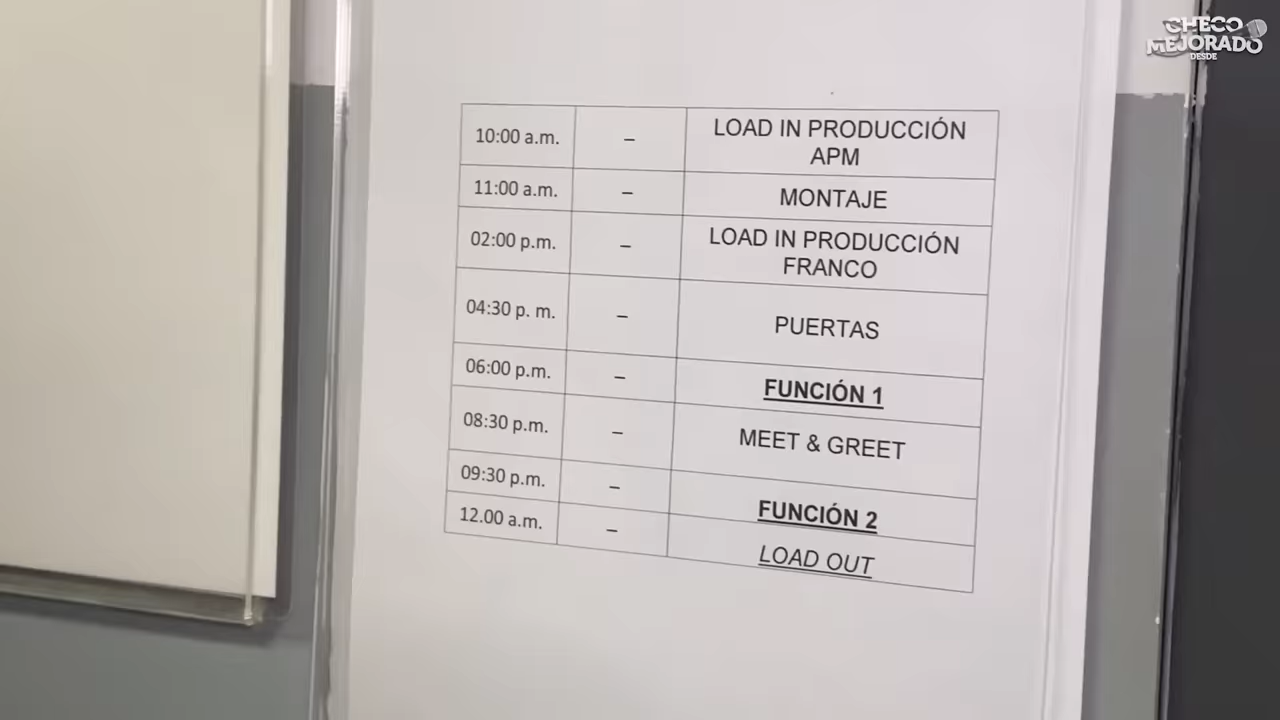 CHECO
MEJORADO
DESDE
10:00 a.m. – LOAD IN PRODUCCIÓN
APM
11:00 a.m. – MONTAJE
02:00 p.m. – LOAD IN PRODUCCIÓN
FRANCO
04:30 p. m. – PUERTAS
06:00 p.m. – FUNCIÓN 1
08:30 p.m. – MEET & GREET
09:30 p.m. – FUNCIÓN 2
12.00 a.m. – LOAD OUT